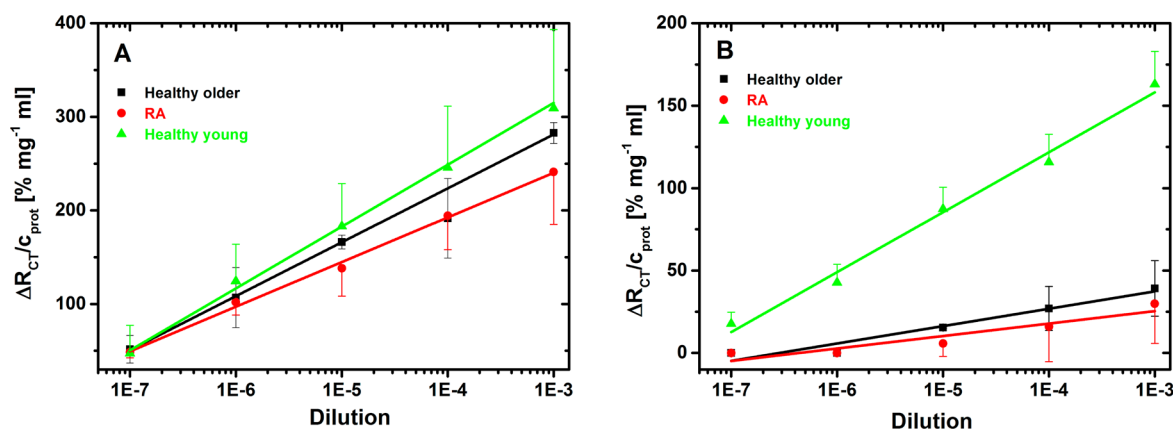 A
Healthy older
RA
Healthy young
ΔR_CT/c_prot [% mg⁻¹ ml]
400
300
200
100
1E-7 1E-6 1E-5 1E-4 1E-3
Dilution
B
Healthy older
RA
Healthy young
ΔR_CT/c_prot [% mg⁻¹ ml]
200
150
100
50
0
1E-7 1E-6 1E-5 1E-4 1E-3
Dilution